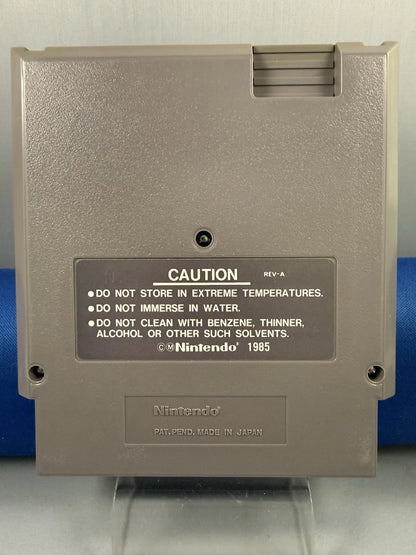 CAUTION REV-A
●DO NOT STORE IN EXTREME TEMPERATURES.
●DO NOT IMMERSE IN WATER.
●DO NOT CLEAN WITH BENZENE, THINNER,
ALCOHOL OR OTHER SUCH SOLVENTS.
©ⓂNintendo® 1985
Nintendo®
PAT. PEND. MADE IN JAPAN